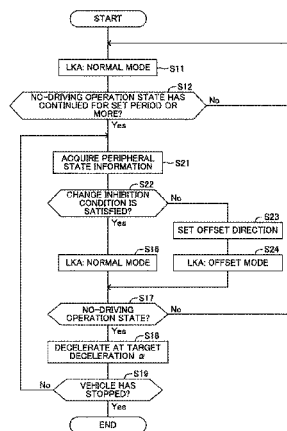 START
LKA: NORMAL MODE
S11
S12
NO-DRIVING OPERATION STATE HAS
CONTINUED FOR SET PERIOD OR
MORE?
No
Yes
S21
ACQUIRE PERIPHERAL
STATE INFORMATION
S22
CHANGE INHIBITION
CONDITION IS
SATISFIED?
No
Yes
S23
SET OFFSET DIRECTION
S16
S24
LKA: NORMAL MODE
LKA: OFFSET MODE
S17
NO-DRIVING
OPERATION STATE?
No
Yes
S18
DECELERATE AT TARGET
DECELERATION α
S19
No
VEHICLE HAS
STOPPED?
Yes
END